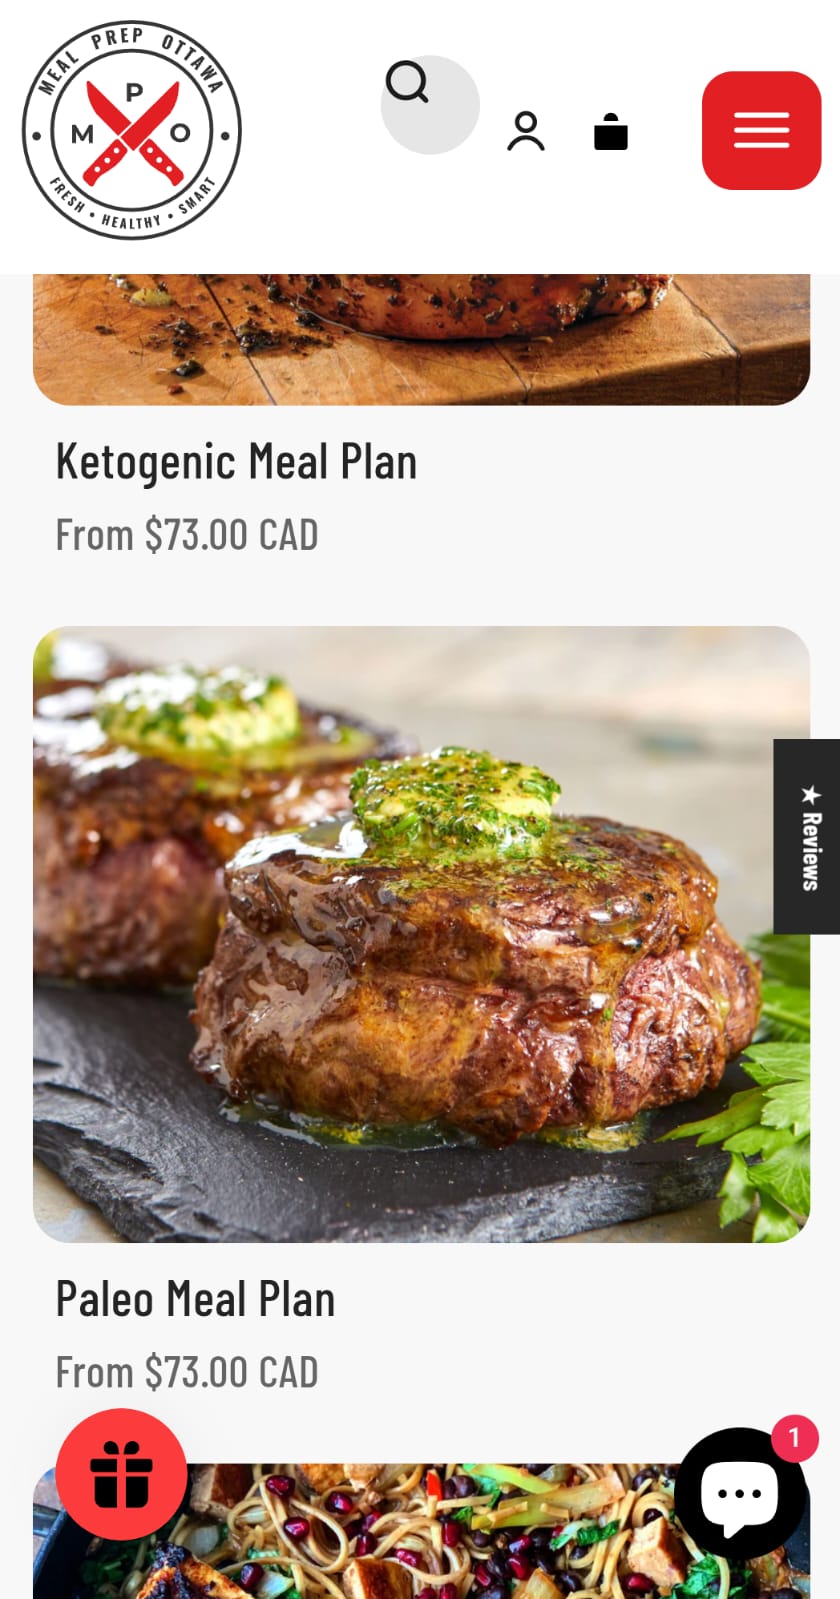 MEAL PREP OTTAWA
M P O
FRESH • HEALTHY • SMART
Ketogenic Meal Plan
From $73.00 CAD
★ Reviews
Paleo Meal Plan
From $73.00 CAD
1